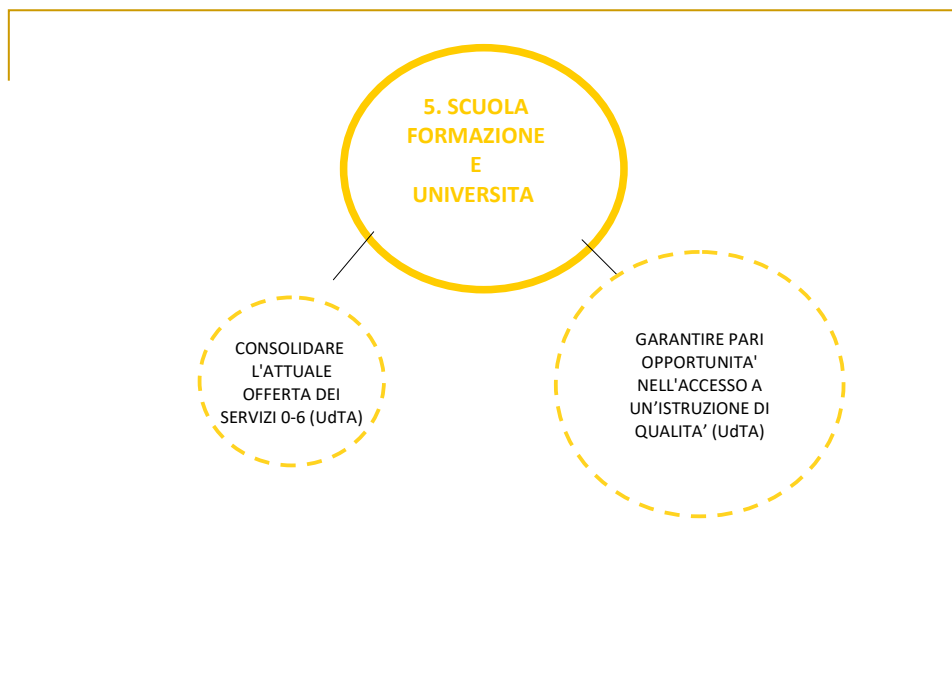 5. SCUOLA
FORMAZIONE
E
UNIVERSITA
CONSOLIDARE
L'ATTUALE
OFFERTA DEI
SERVIZI 0-6 (UdTA)
GARANTIRE PARI
OPPORTUNITA'
NELL'ACCESSO A
UN’ISTRUZIONE DI
QUALITA’ (UdTA)